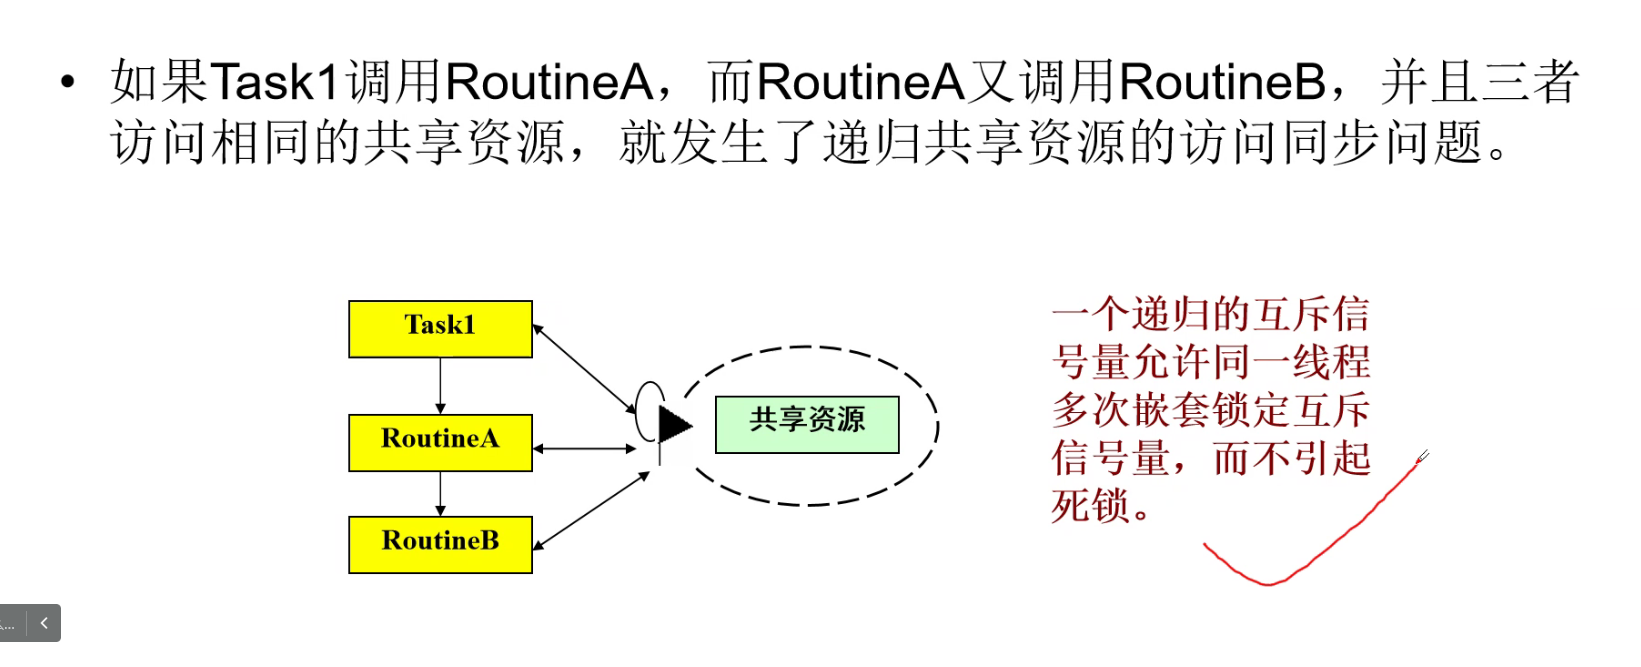 • 如果Task1调用RoutineA，而RoutineA又调用RoutineB，并且三者
访问相同的共享资源，就发生了递归共享资源的访问同步问题。
Task1
RoutineA
RoutineB
共享资源
一个递归的互斥信
号量允许同一线程
多次嵌套锁定互斥
信号量，而不引起
死锁。